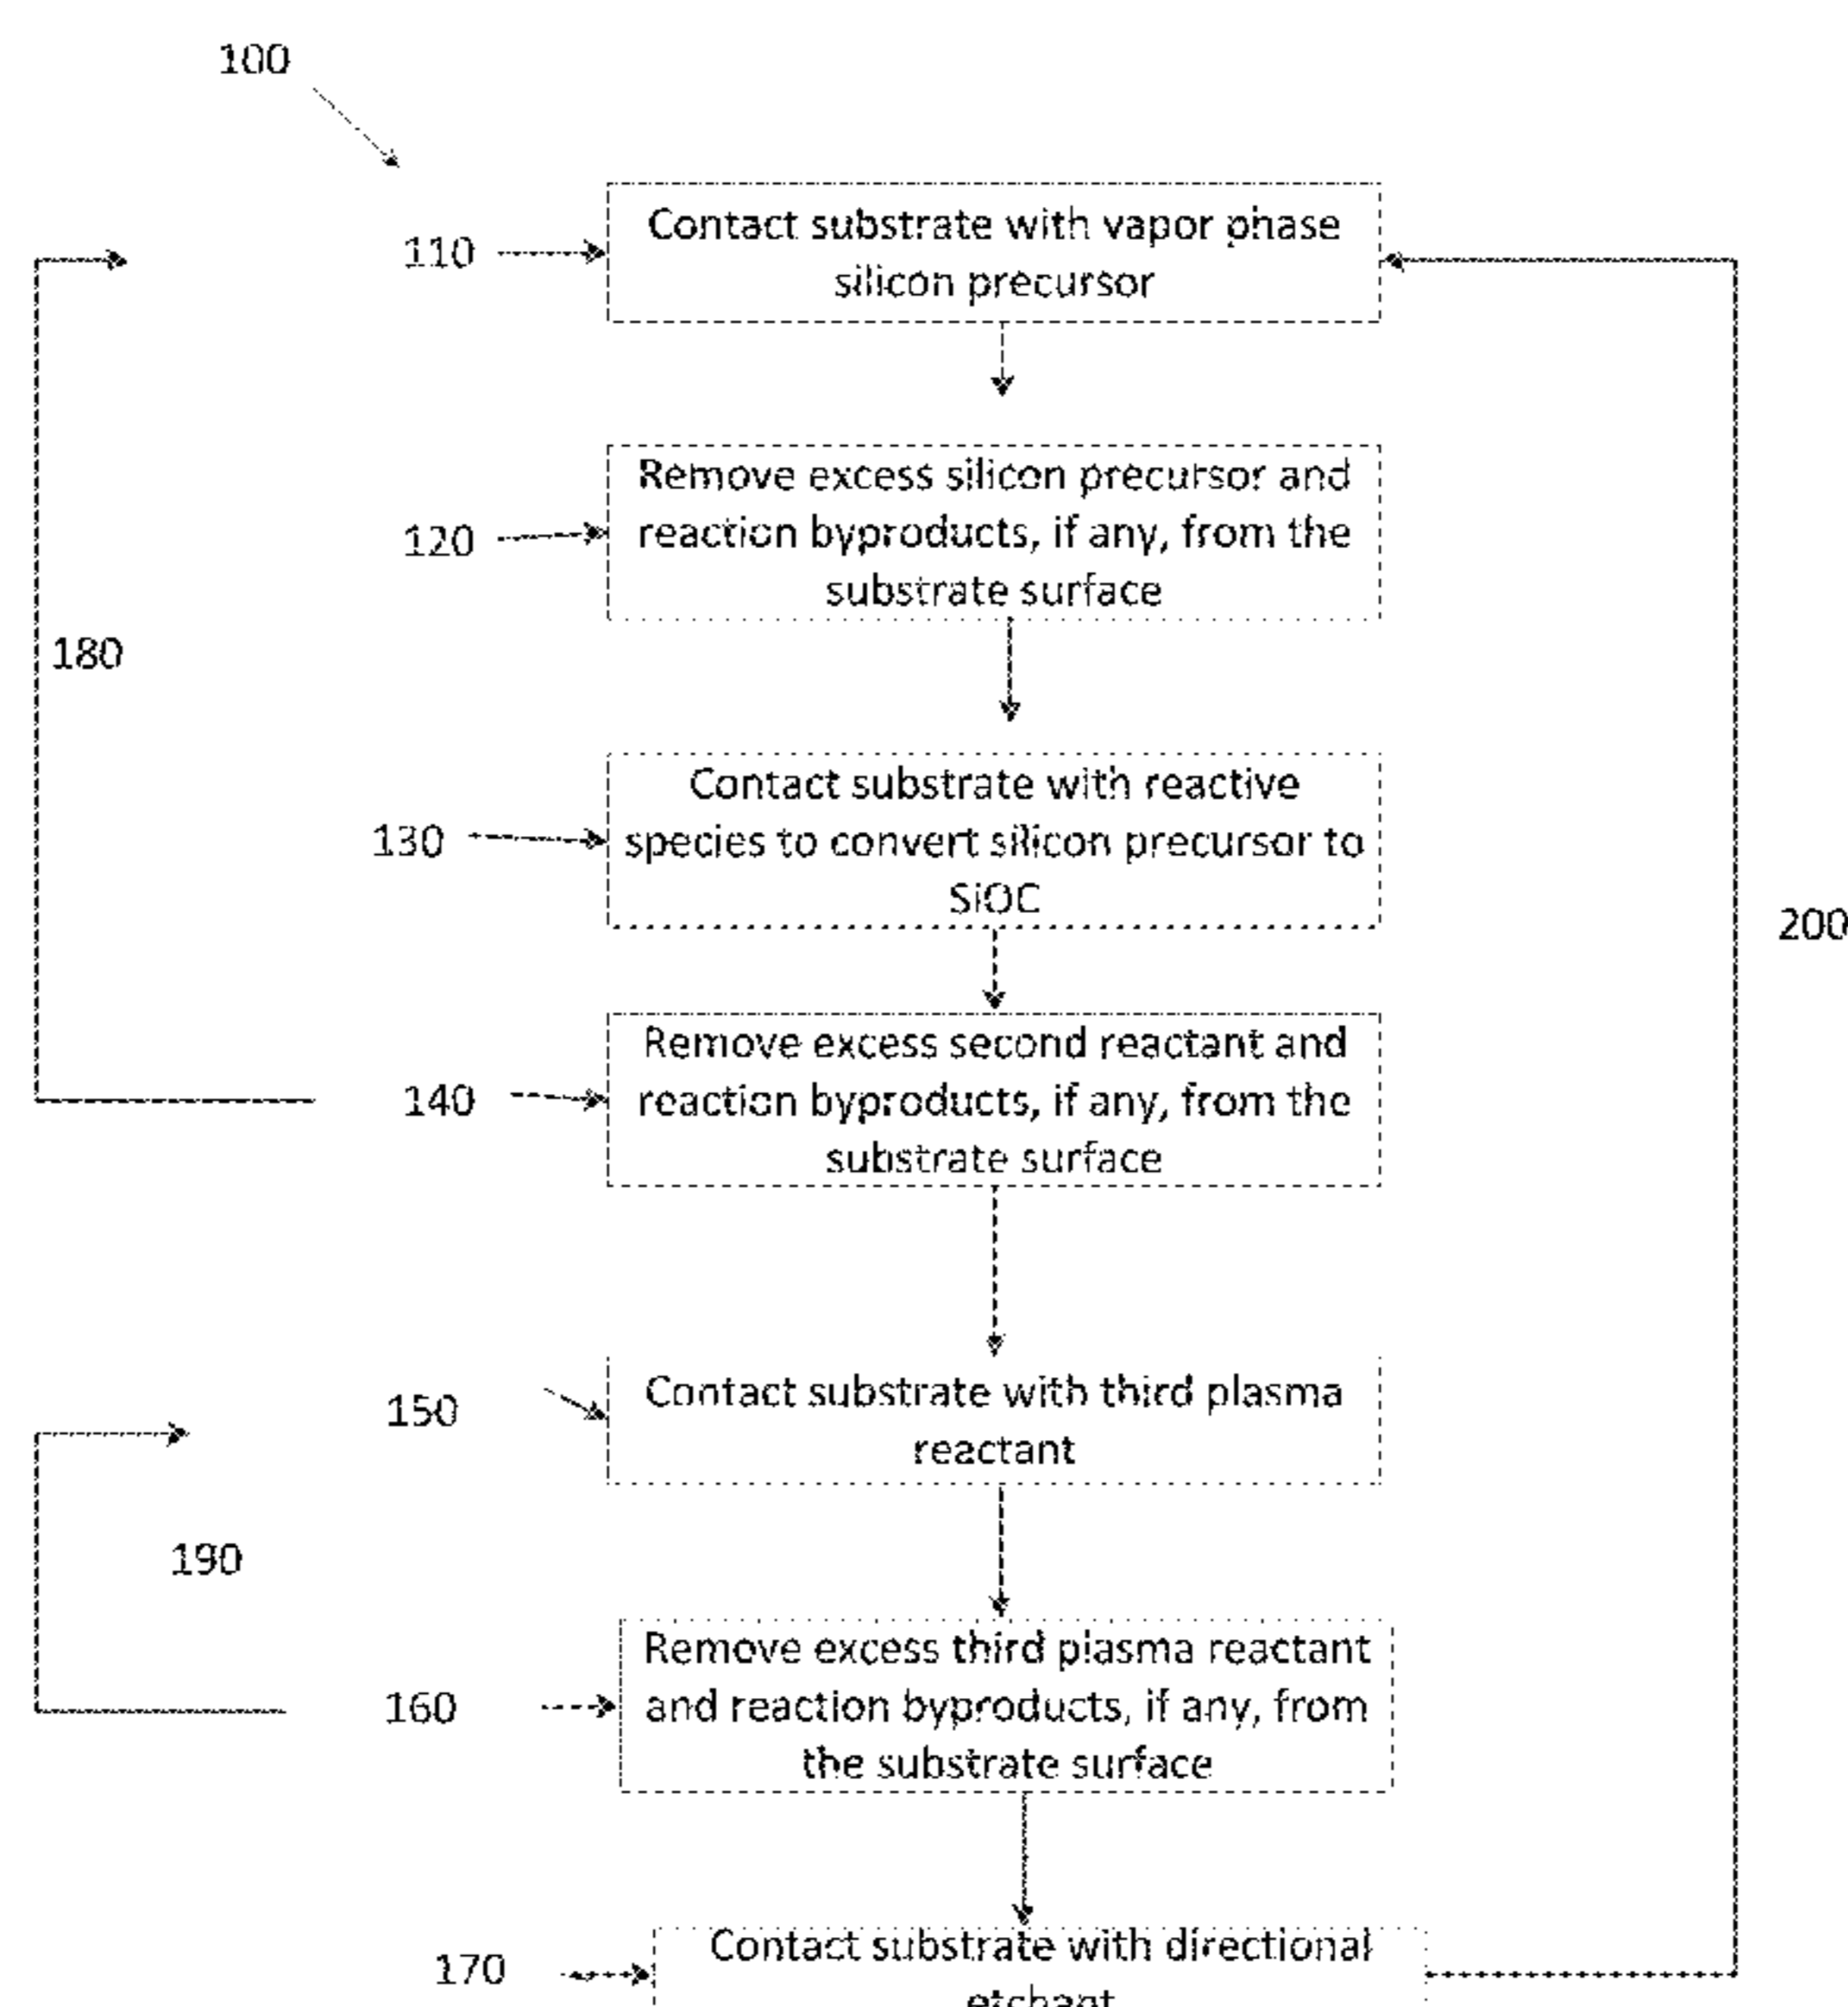 100
110
Contact substrate with vapor phase
silicon precursor
120
Remove excess silicon precursor and
reaction byproducts, if any, from the
substrate surface
180
130
Contact substrate with reactive
species to convert silicon precursor to
SiOC
200
140
Remove excess second reactant and
reaction byproducts, if any, from the
substrate surface
150
Contact substrate with third plasma
reactant
190
160
Remove excess third plasma reactant
and reaction byproducts, if any, from
the substrate surface
170
Contact substrate with directional
etchant